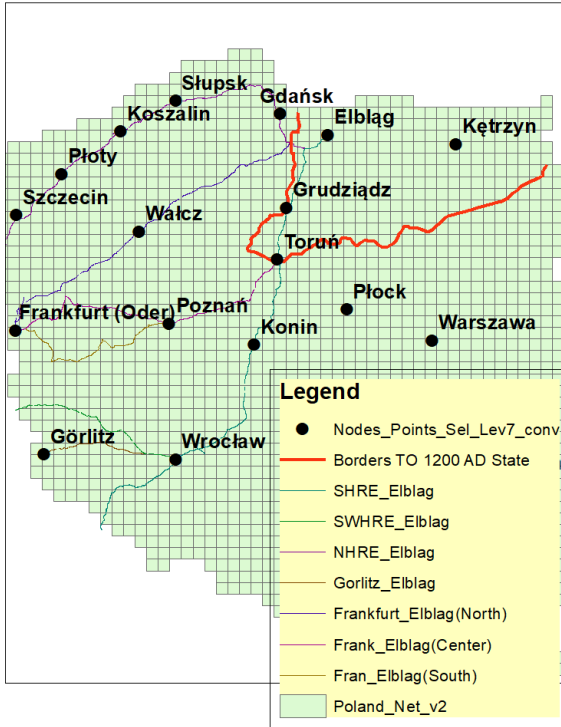 Słupsk
Gdańsk
Koszalin
Elbląg
Kętrzyn
Płoty
Szczecin
Grudziądz
Wałcz
Toruń
Płock
Frankfurt (Oder)
Poznań
Konin
Warszawa
Görlitz
Wrocław
Legend
Nodes_Points_Sel_Lev7_conv
Borders TO 1200 AD State
SHRE_Elblag
SWHRE_Elblag
NHRE_Elblag
Gorlitz_Elblag
Frankfurt_Elblag(North)
Frank_Elblag(Center)
Fran_Elblag(South)
Poland_Net_v2